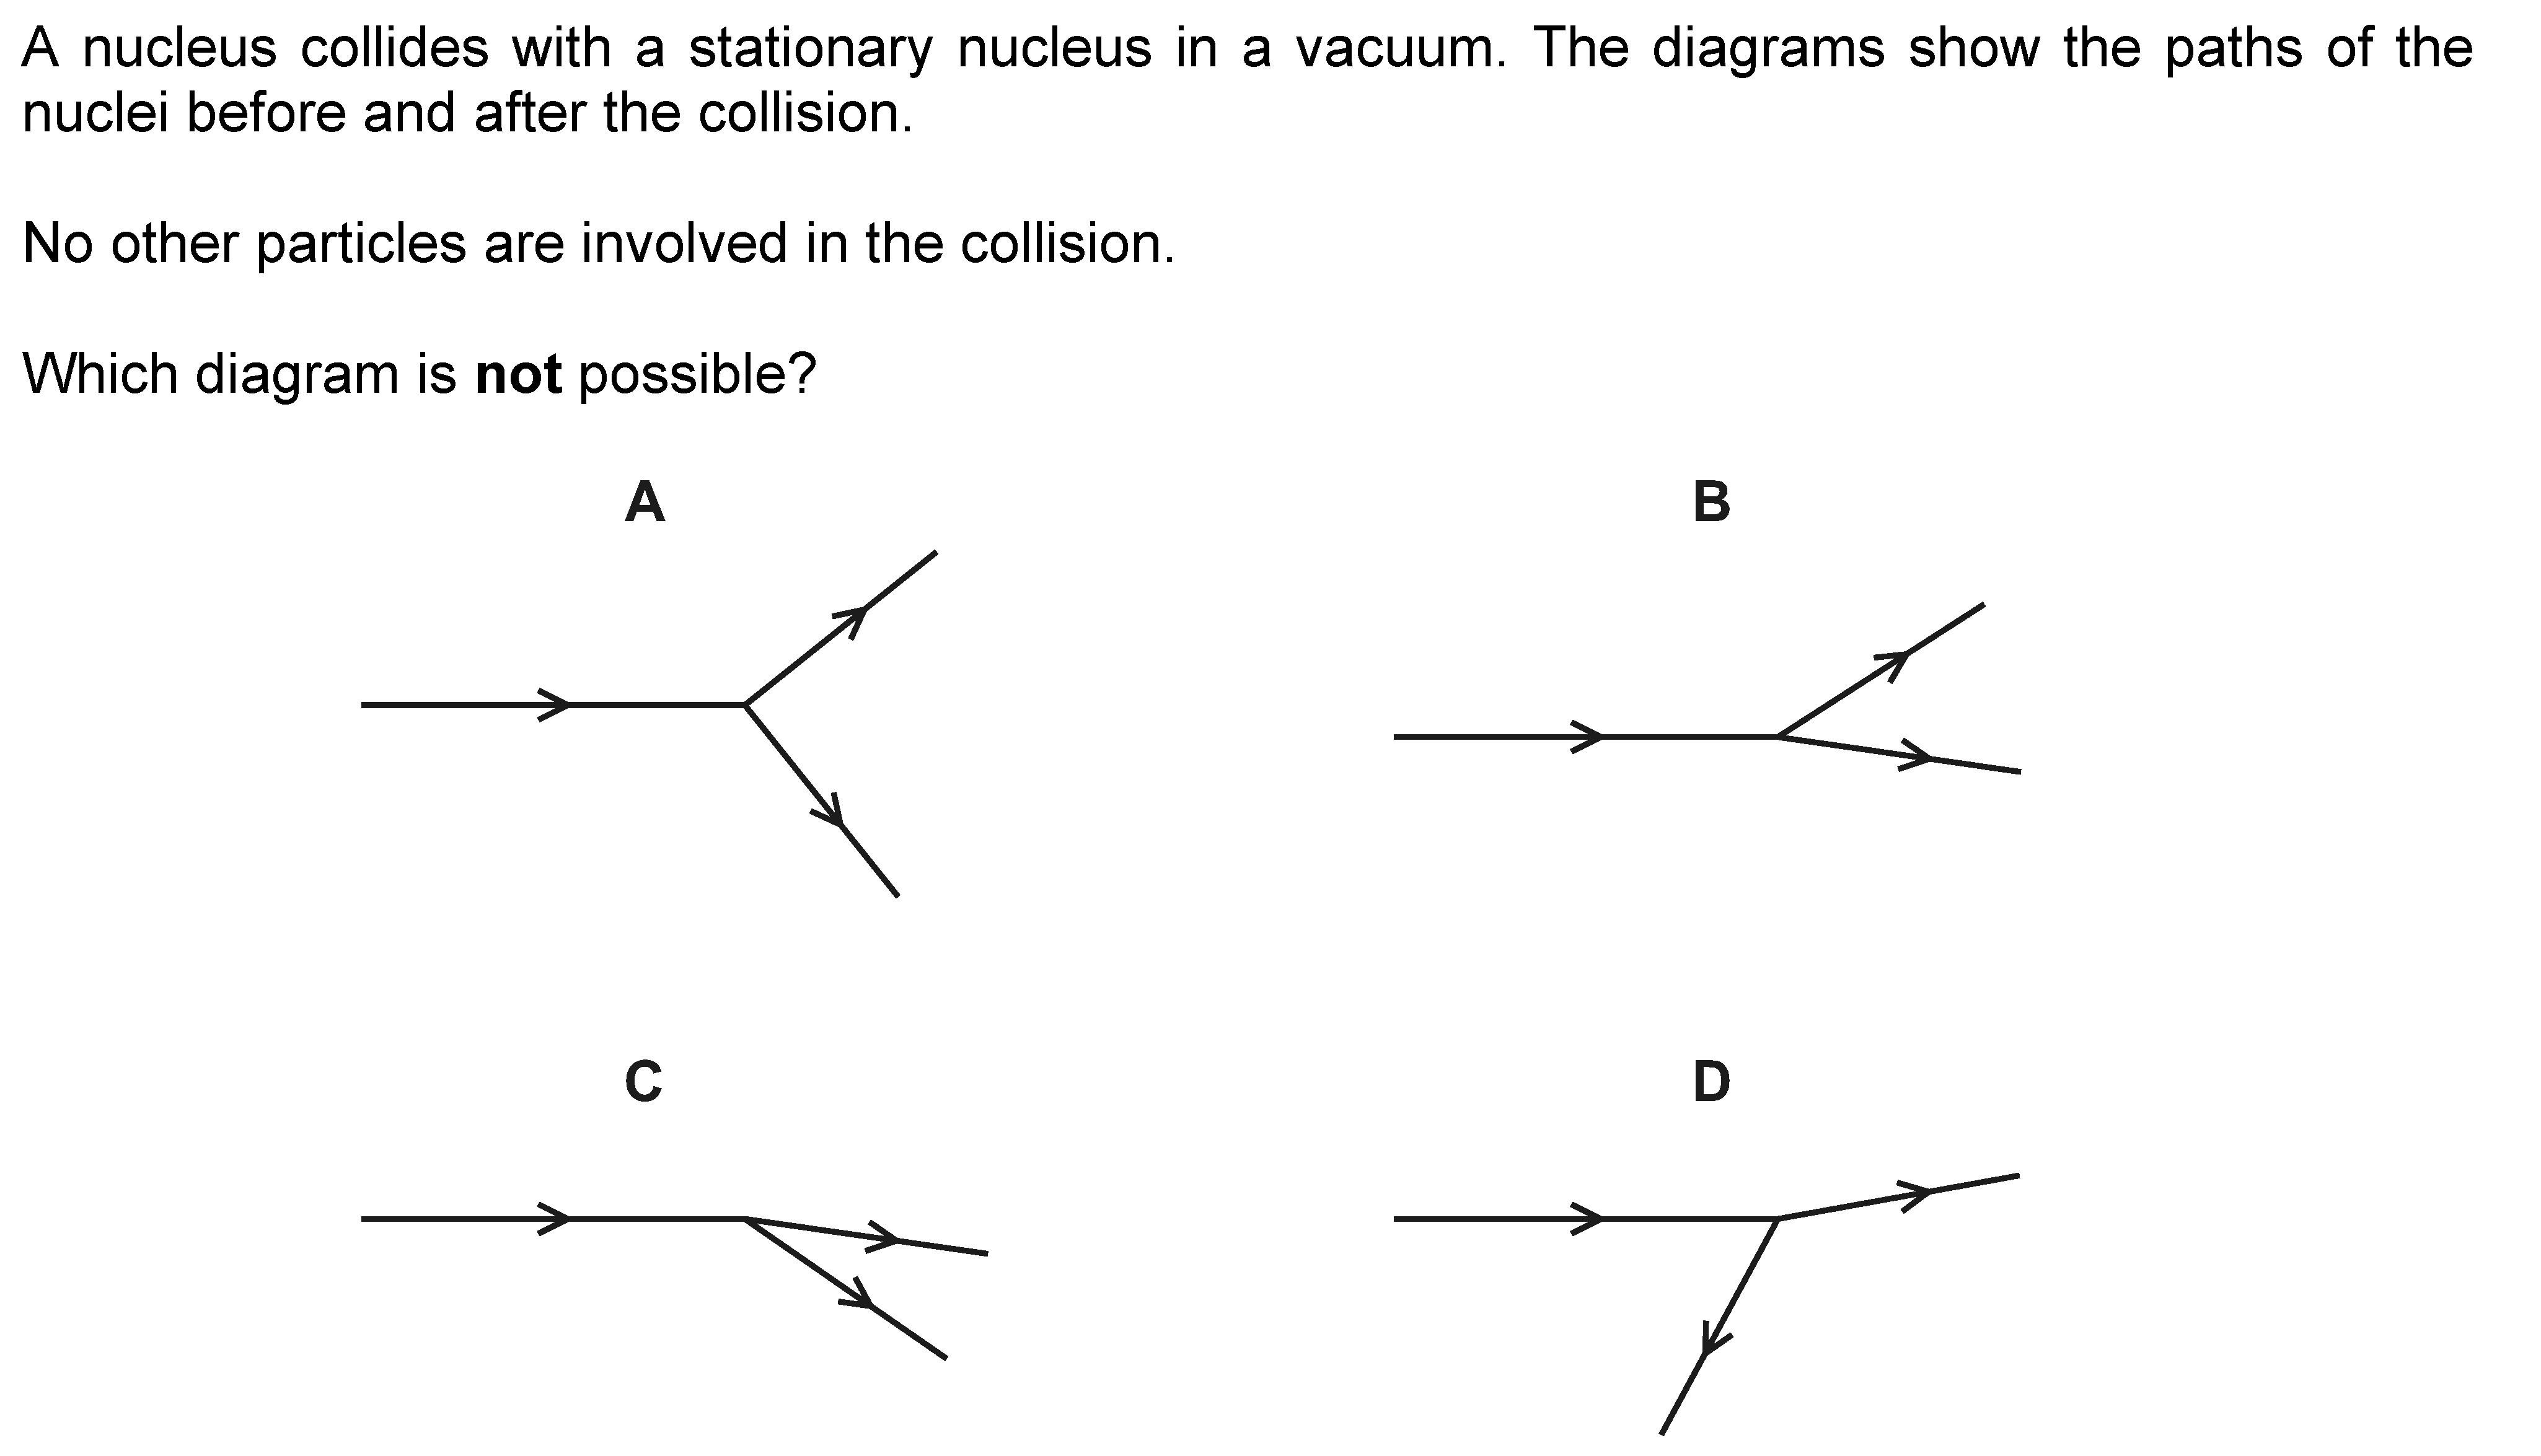 A nucleus collides with a stationary nucleus in a vacuum. The diagrams show the paths of the
nuclei before and after the collision.
No other particles are involved in the collision.
Which diagram is not possible?
A
B
C
D